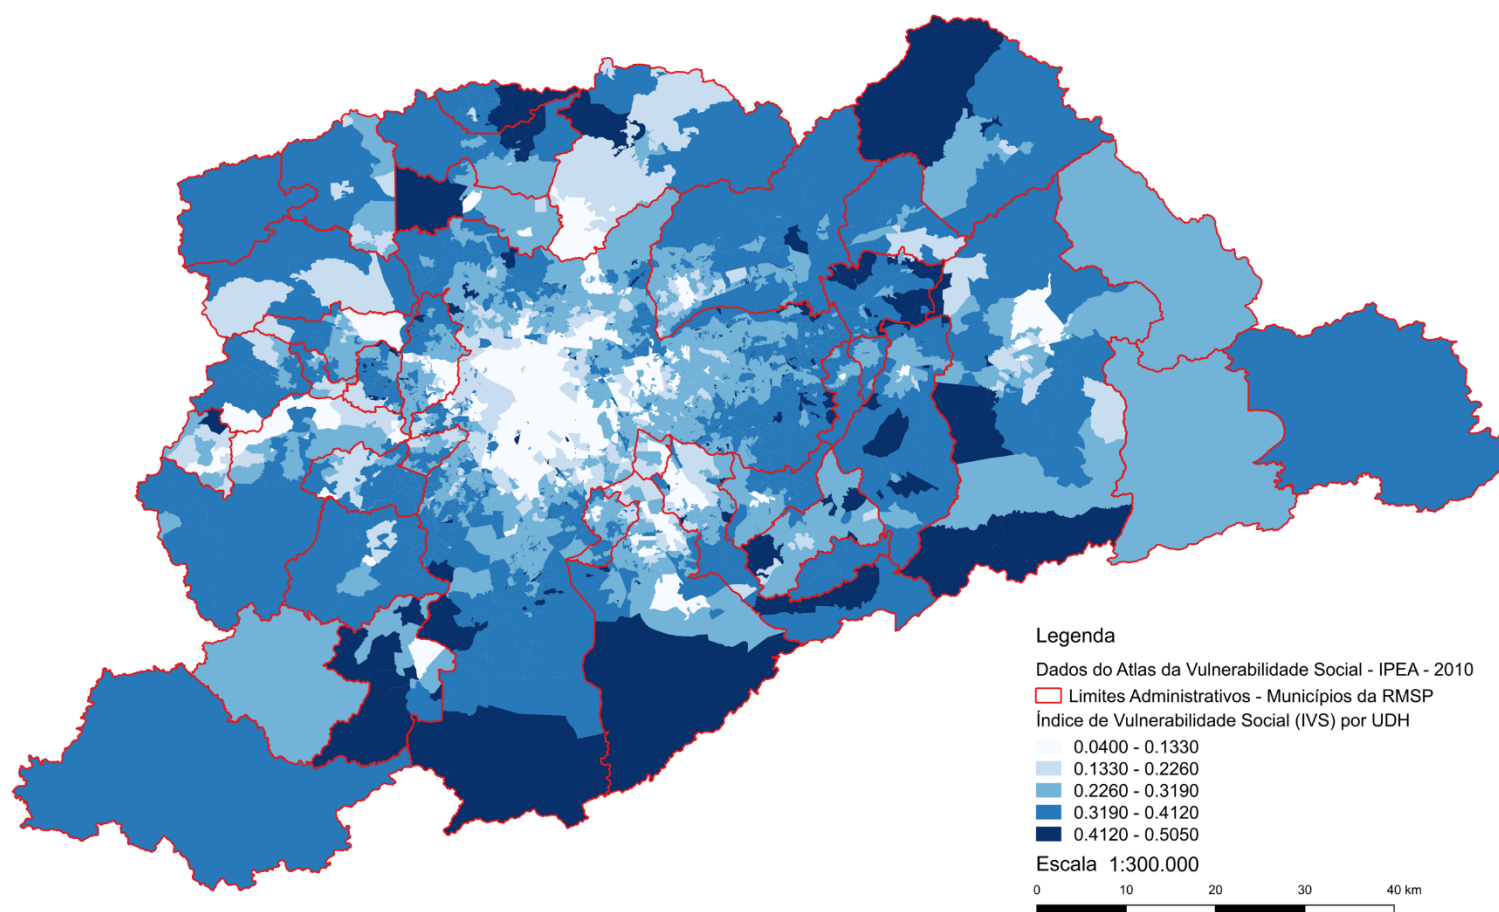 Legenda
Dados do Atlas da Vulnerabilidade Social - IPEA - 2010
Limites Administrativos - Municípios da RMSP
Índice de Vulnerabilidade Social (IVS) por UDH
0.0400 - 0.1330
0.1330 - 0.2260
0.2260 - 0.3190
0.3190 - 0.4120
0.4120 - 0.5050
Escala 1:300.000
0 10 20 30 40 km